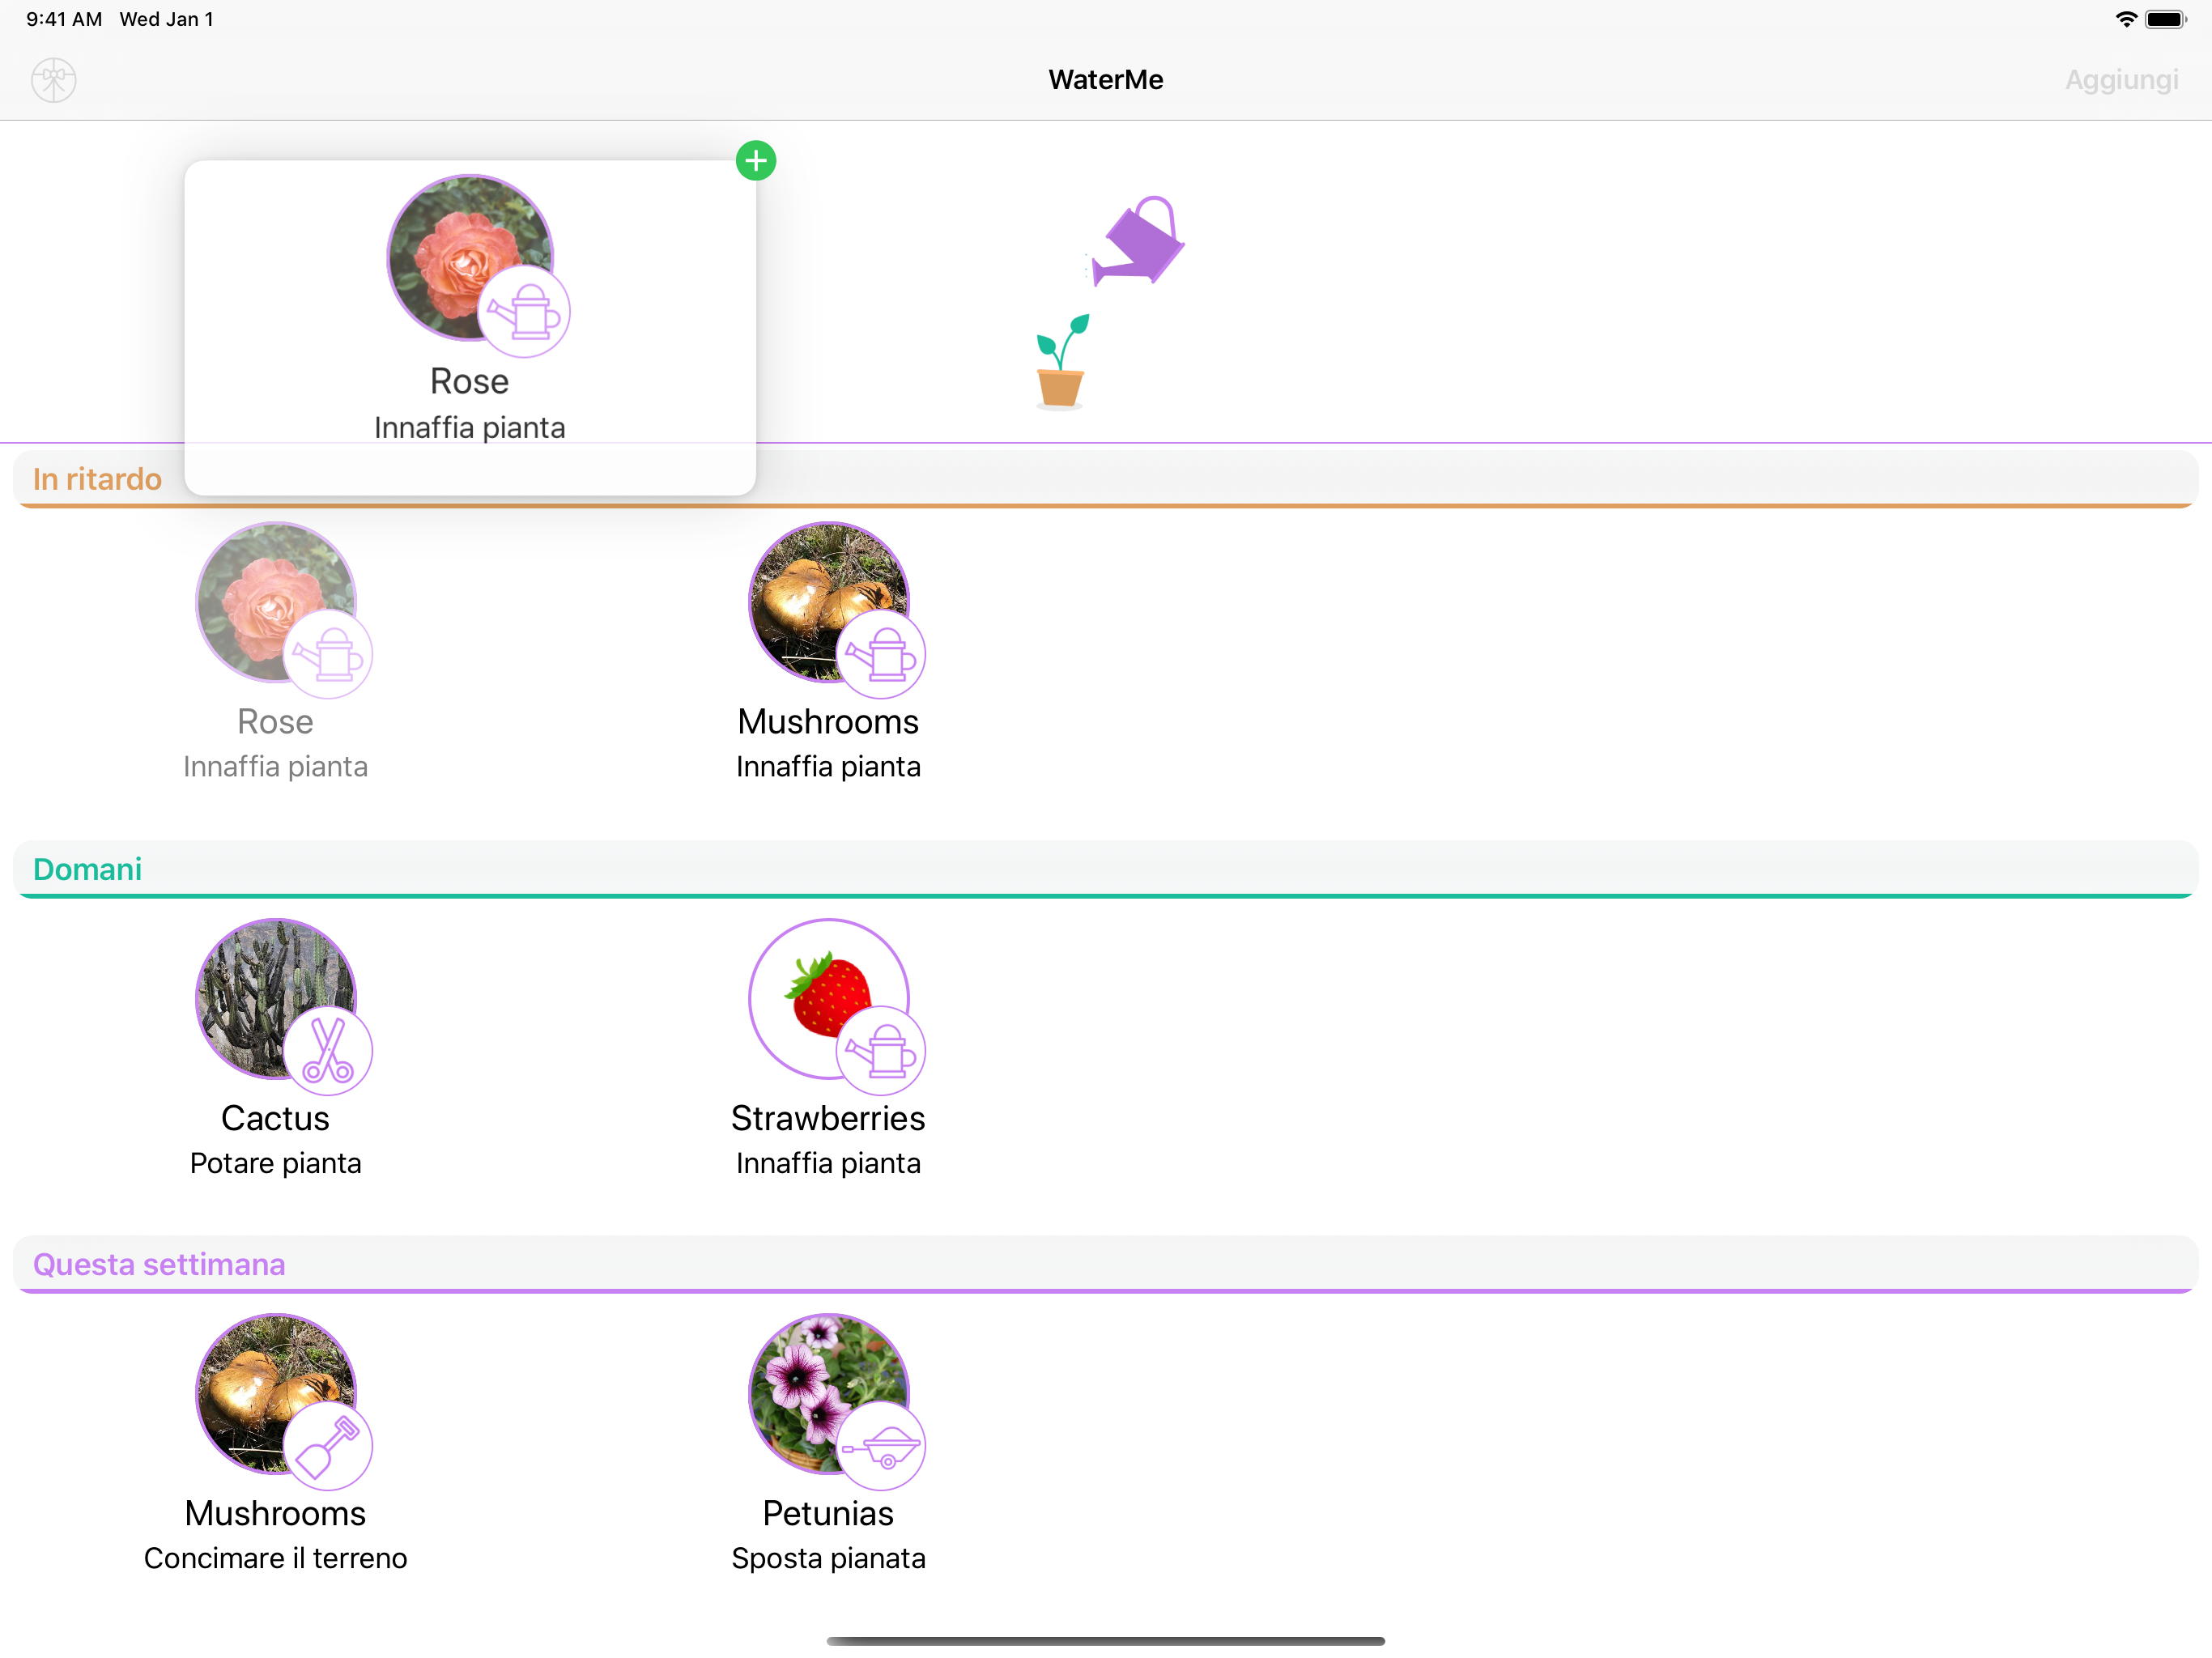 9:41 AM Wed Jan 1
WaterMe
Aggiungi
Rose
Innaffia pianta
In ritardo
Rose
Innaffia pianta
Mushrooms
Innaffia pianta
Domani
Cactus
Potare pianta
Strawberries
Innaffia pianta
Questa settimana
Mushrooms
Concimare il terreno
Petunias
Sposta pianata